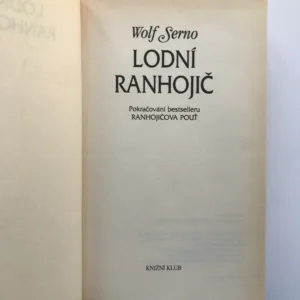 Wolf Serno
LODNÍ
RANHOJIČ
Pokračování bestselleru
RANHOJIČOVA POUŤ
KNIŽNÍ KLUB